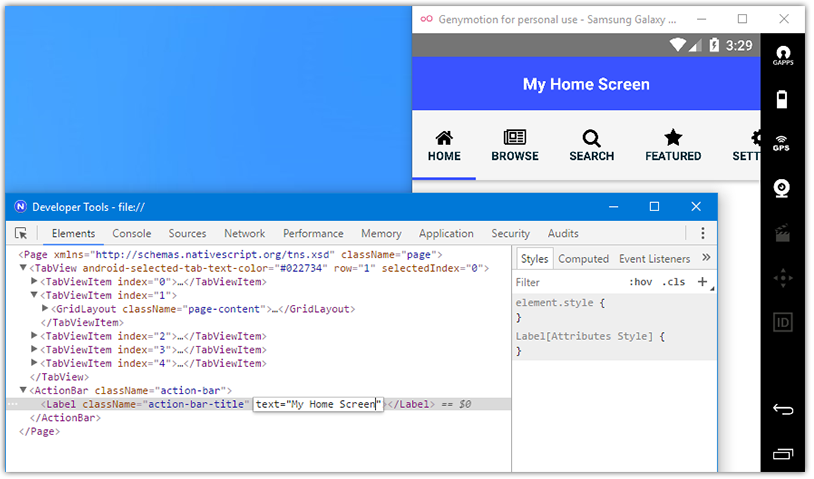 Genymotion for personal use - Samsung Galaxy ...
3:29
GAPPS
My Home Screen
GPS
HOME BROWSE SEARCH FEATURED SETT
ID
N Developer Tools - file://
Elements Console Sources Network Performance Memory Application Security Audits
<Page xmlns="http://schemas.nativescript.org/tns.xsd" className="page">
▼<TabView android-selected-tab-text-color="#022734" row="1" selectedIndex="0">
▶<TabViewItem index="0">…</TabViewItem>
▼<TabViewItem index="1">
▶<GridLayout className="page-content">…</GridLayout>
</TabViewItem>
▶<TabViewItem index="2">…</TabViewItem>
▶<TabViewItem index="3">…</TabViewItem>
▶<TabViewItem index="4">…</TabViewItem>
</TabView>
▼<ActionBar className="action-bar">
<Label className="action-bar-title" text="My Home Screen"></Label> == $0
</ActionBar>
</Page>
Styles Computed Event Listeners »
Filter :hov .cls +
element.style {
}
Label[Attributes Style] {
}